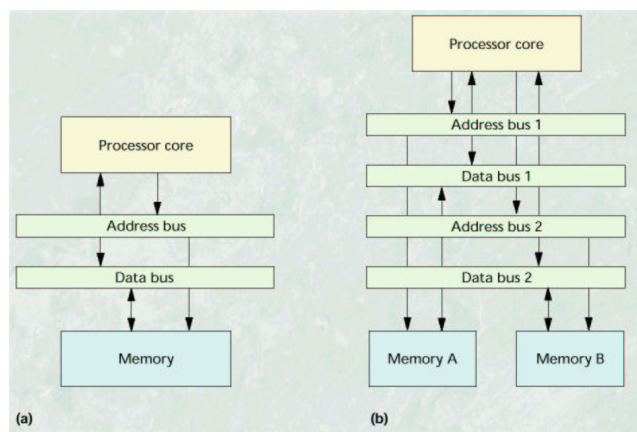 Processor core
Address bus
Data bus
Memory
(a)
Processor core
Address bus 1
Data bus 1
Address bus 2
Data bus 2
Memory A
Memory B
(b)